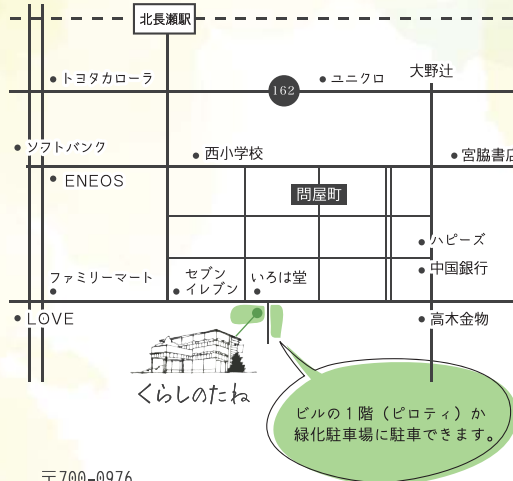 北長瀬駅
トヨタカローラ
162
ユニクロ
大野辻
ソフトバンク
西小学校
宮脇書店
ENEOS
問屋町
ハピーズ
中国銀行
ファミリーマート
セブン
イレブン
いろは堂
LOVE
高木金物
くらしのたね
ビルの1階（ピロティ）か
緑化駐車場に駐車できます。
〒700-0976